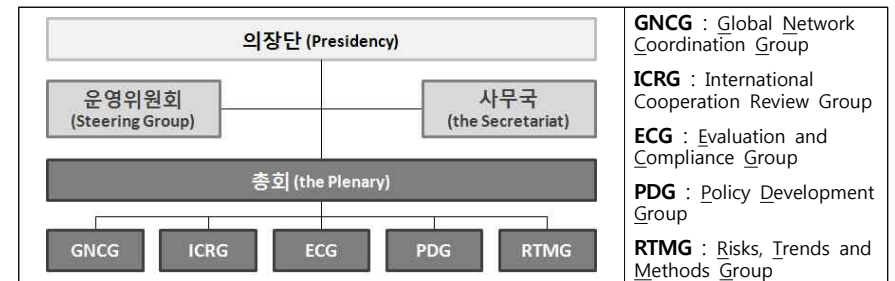 의장단 (Presidency)
운영위원회
(Steering Group)
사무국
(the Secretariat)
총회 (the Plenary)
GNCG ICRG ECG PDG RTMG
GNCG : Global Network
Coordination Group
ICRG : International
Cooperation Review Group
ECG : Evaluation and
Compliance Group
PDG : Policy Development
Group
RTMG : Risks, Trends and
Methods Group